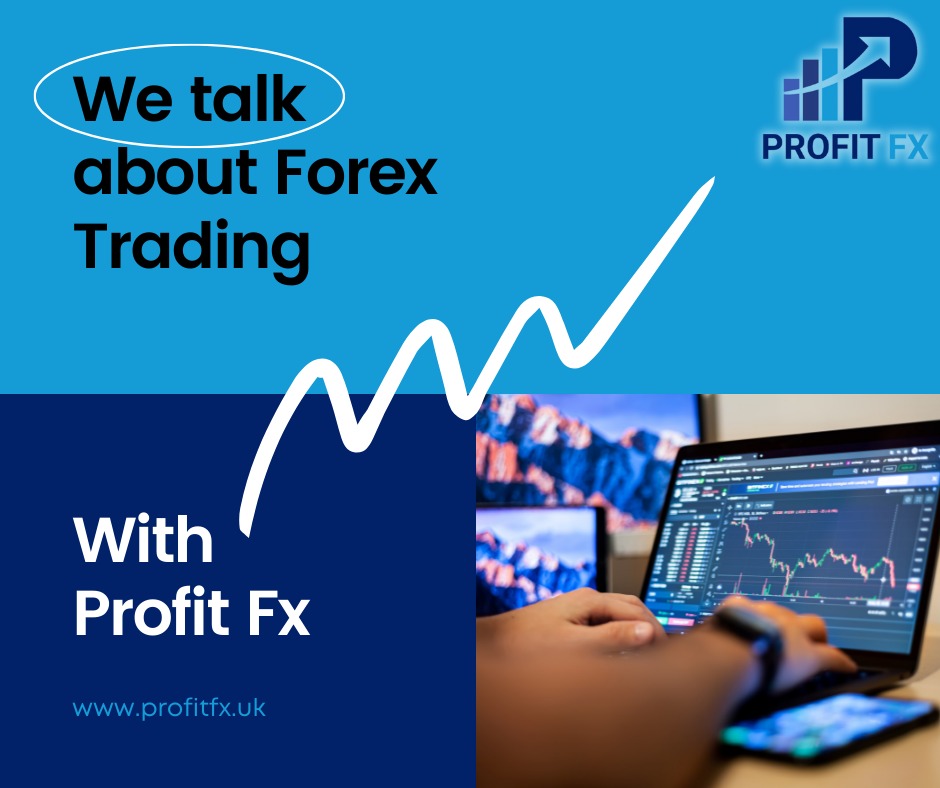 We talk
about Forex
Trading
PROFIT FX
With
Profit Fx
www.profitfx.uk